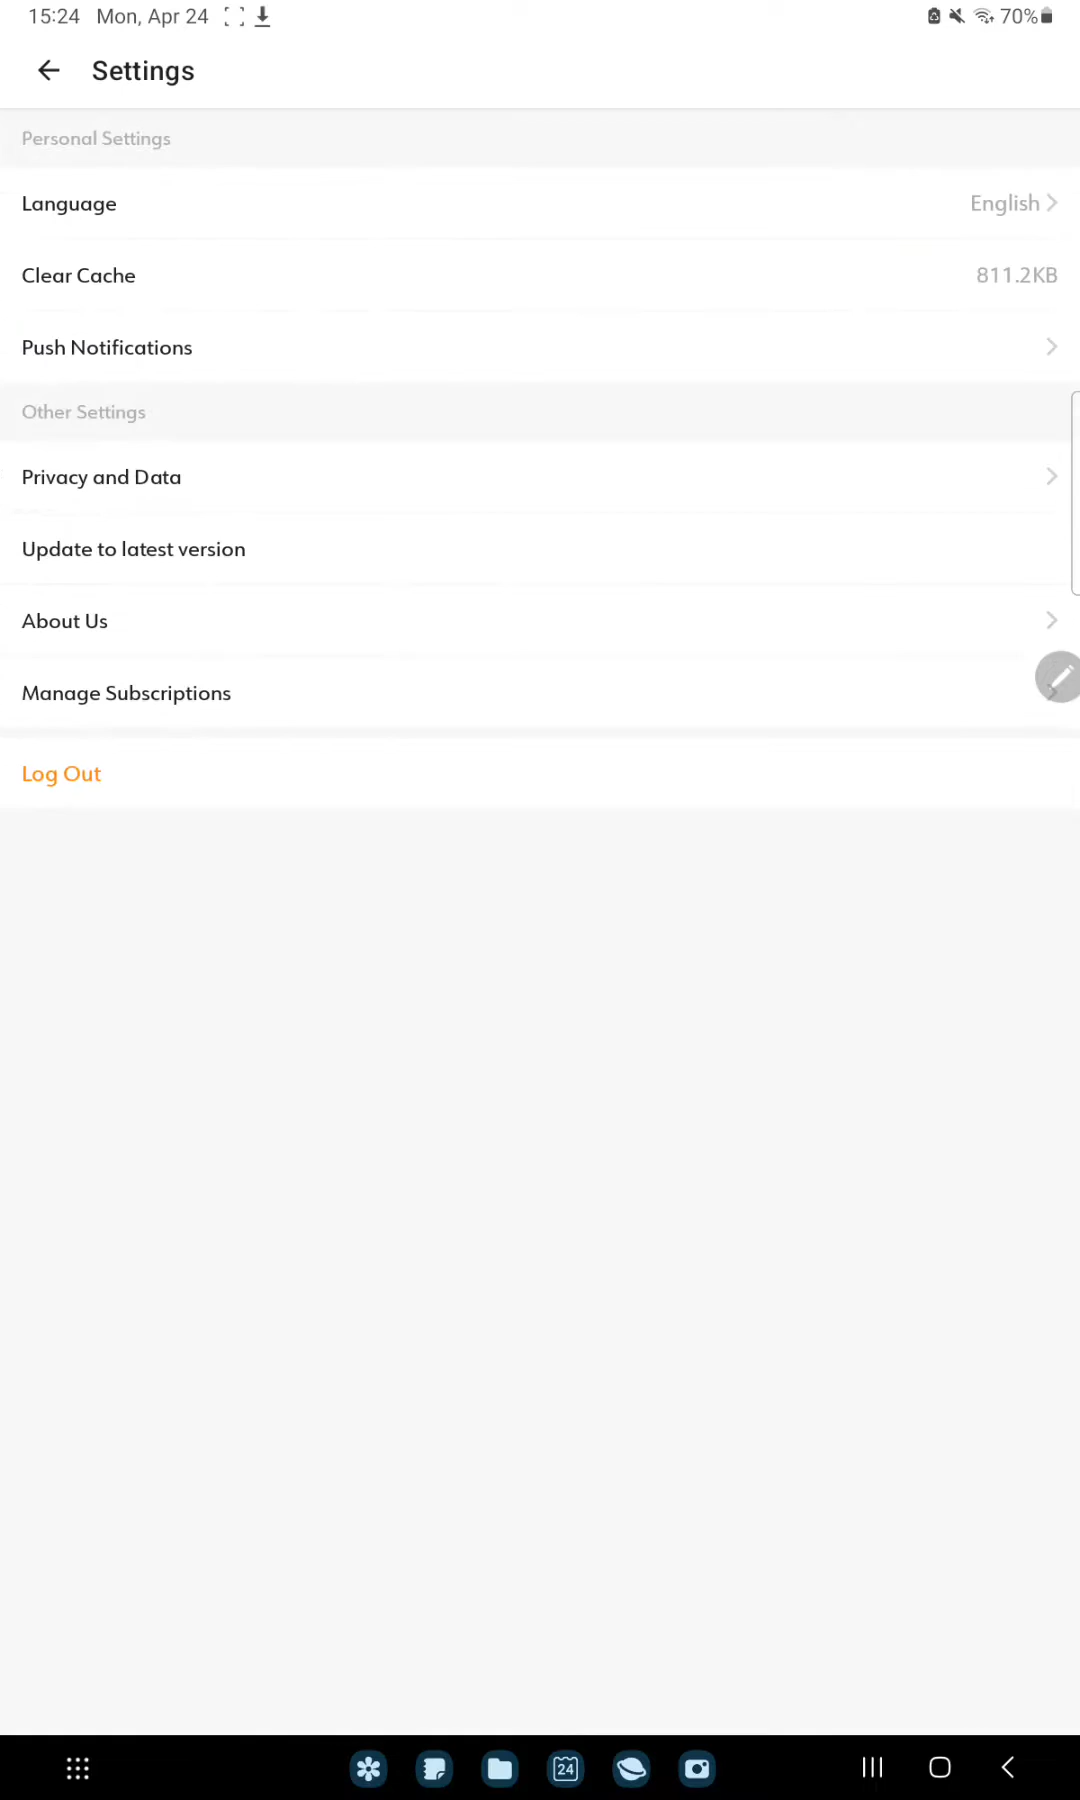 15:24 Mon, Apr 24 70%
Settings
Personal Settings
Language English
Clear Cache 811.2KB
Push Notifications
Other Settings
Privacy and Data
Update to latest version
About Us
Manage Subscriptions
Log Out
24